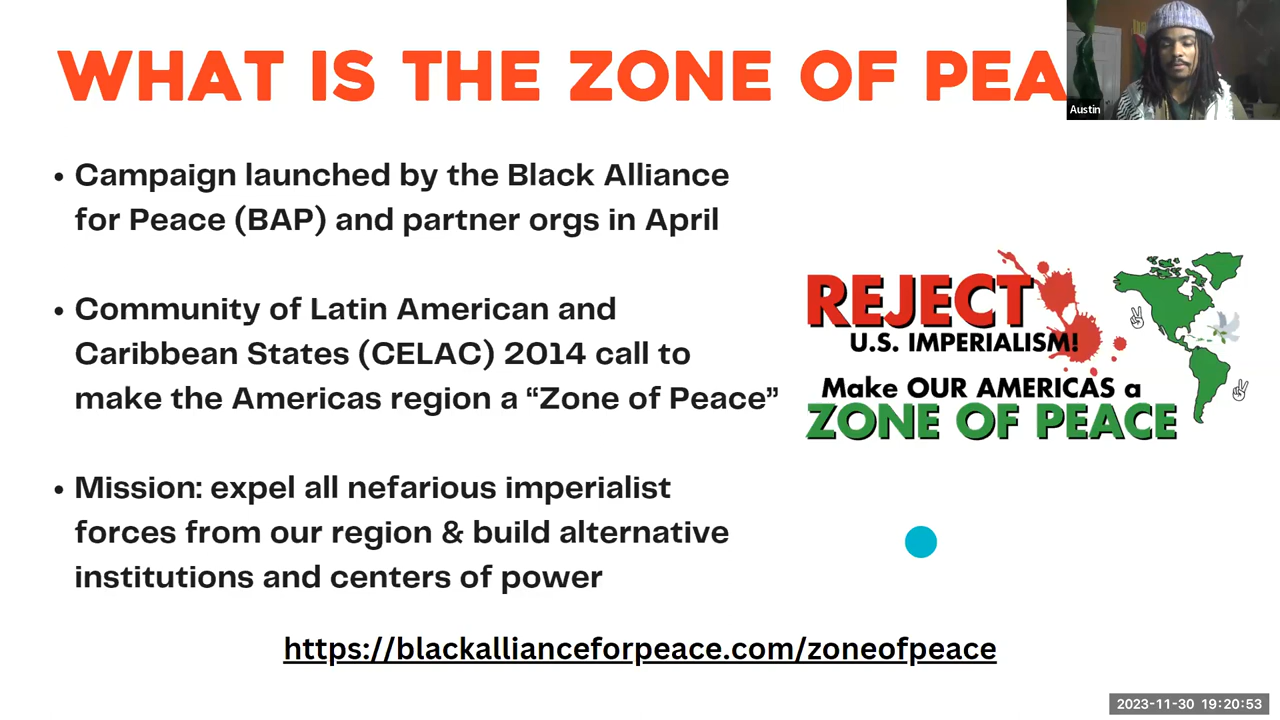 WHAT IS THE ZONE OF PEA
Austin
• Campaign launched by the Black Alliance
for Peace (BAP) and partner orgs in April
• Community of Latin American and
Caribbean States (CELAC) 2014 call to
make the Americas region a “Zone of Peace”
• Mission: expel all nefarious imperialist
forces from our region & build alternative
institutions and centers of power
REJECT
U.S. IMPERIALISM!
Make OUR AMERICAS a
ZONE OF PEACE
https://blackallianceforpeace.com/zoneofpeace
2023-11-30 19:20:53